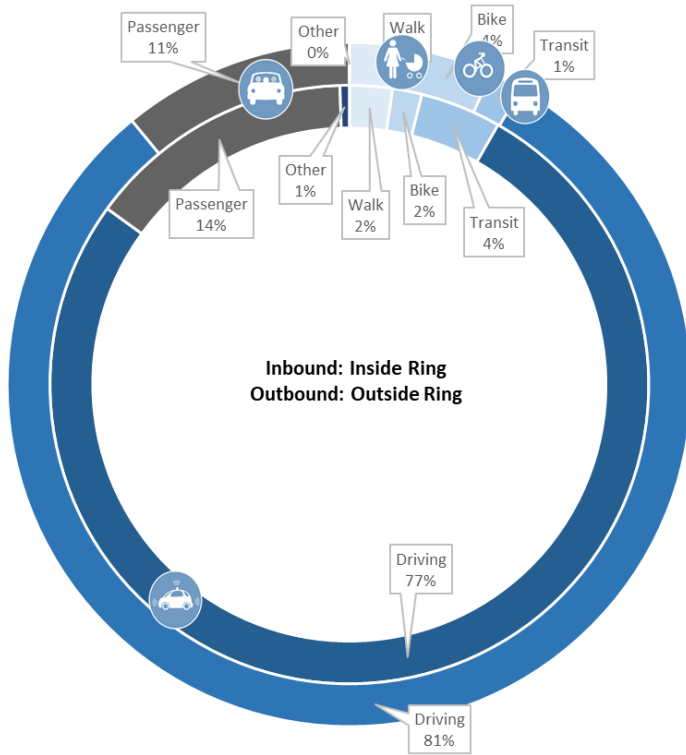 Passenger
11%
Other
0%
Walk
Bike
4%
Transit
1%
Passenger
14%
Other
1%
Walk
2%
Bike
2%
Transit
4%
Inbound: Inside Ring
Outbound: Outside Ring
Driving
77%
Driving
81%